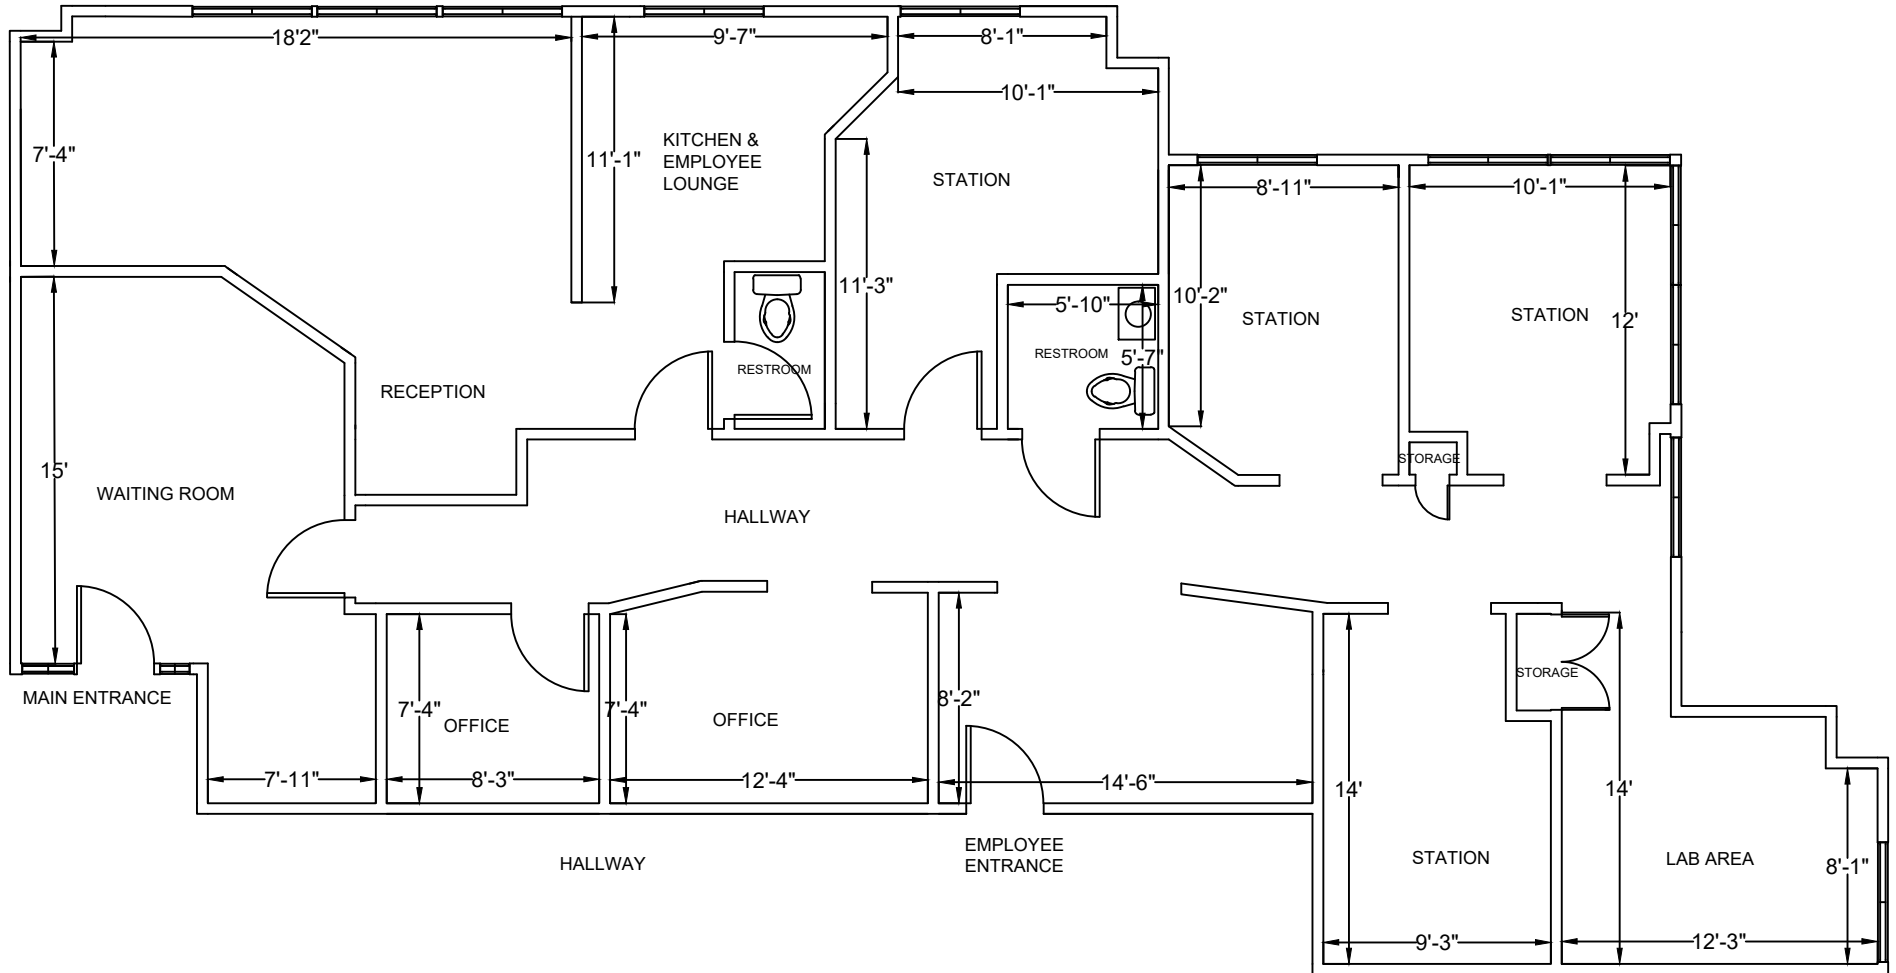 18'2"
9'-7"
8'-1"
10'-1"
7'-4"
11'-1"
KITCHEN &
EMPLOYEE
LOUNGE
STATION
8'-11"
10'-1"
11'-3"
10'-2"
5'-10"
STATION
STATION
12'
RESTROOM
RESTROOM
5'-7"
RECEPTION
STORAGE
15'
WAITING ROOM
HALLWAY
MAIN ENTRANCE
7'-4"
OFFICE
7'-4"
OFFICE
8'-2"
STORAGE
7'-11"
8'-3"
12'-4"
14'-6"
14'
14'
EMPLOYEE
ENTRANCE
HALLWAY
STATION
LAB AREA
8'-1"
9'-3"
12'-3"